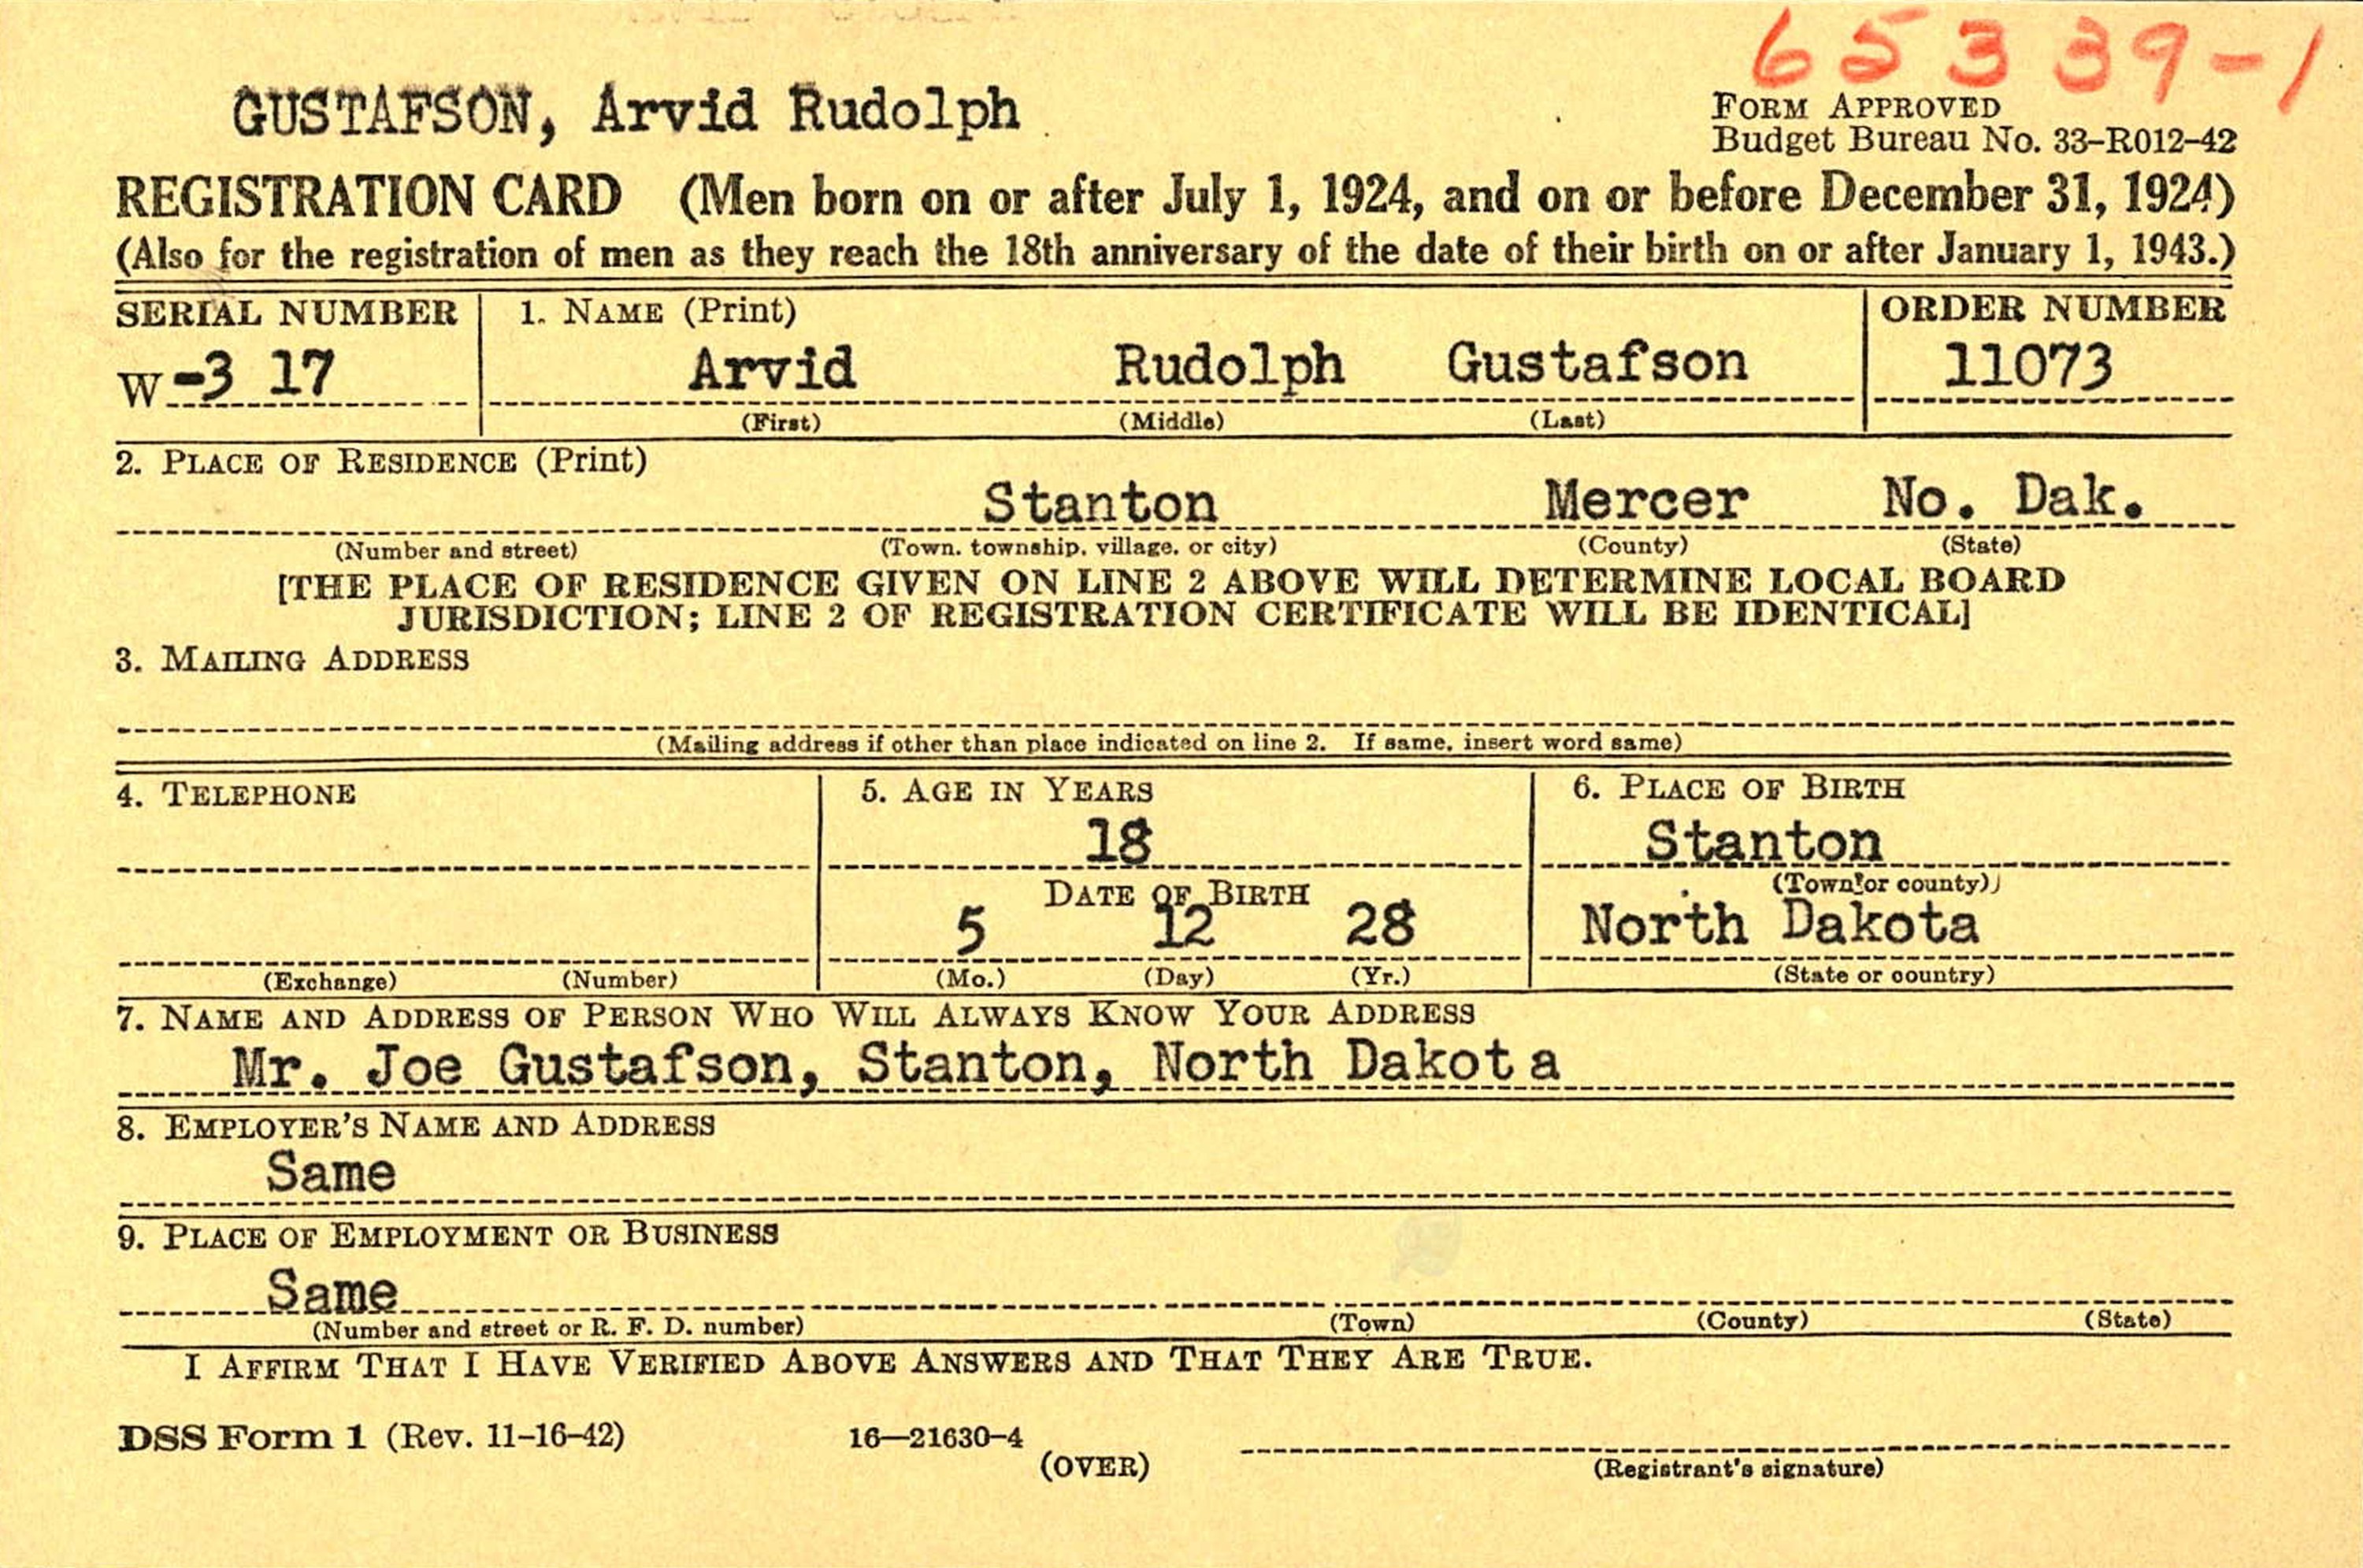 65339-1
GUSTAFSON, Arvid Rudolph
FORM APPROVED
Budget Bureau No. 33-R012-42
REGISTRATION CARD (Men born on or after July 1, 1924, and on or before December 31, 1924)
(Also for the registration of men as they reach the 18th anniversary of the date of their birth on or after January 1, 1943.)
SERIAL NUMBER 1. NAME (Print) ORDER NUMBER
W-3 17 Arvid Rudolph Gustafson 11073
(First) (Middle) (Last)
2. PLACE OF RESIDENCE (Print)
Stanton Mercer No. Dak.
(Number and street) (Town, township, village, or city) (County) (State)
[THE PLACE OF RESIDENCE GIVEN ON LINE 2 ABOVE WILL DETERMINE LOCAL BOARD
JURISDICTION; LINE 2 OF REGISTRATION CERTIFICATE WILL BE IDENTICAL]
3. MAILING ADDRESS
(Mailing address if other than place indicated on line 2. If same, insert word same)
4. TELEPHONE 5. AGE IN YEARS 6. PLACE OF BIRTH
18 Stanton
DATE OF BIRTH (Town or county)
5 12 28 North Dakota
(Exchange) (Number) (Mo.) (Day) (Yr.) (State or country)
7. NAME AND ADDRESS OF PERSON WHO WILL ALWAYS KNOW YOUR ADDRESS
Mr. Joe Gustafson, Stanton, North Dakota
8. EMPLOYER'S NAME AND ADDRESS
Same
9. PLACE OF EMPLOYMENT OR BUSINESS
Same
(Number and street or R. F. D. number) (Town) (County) (State)
I AFFIRM THAT I HAVE VERIFIED ABOVE ANSWERS AND THAT THEY ARE TRUE.
DSS Form 1 (Rev. 11-16-42) 16—21630-4
(OVER) (Registrant's signature)